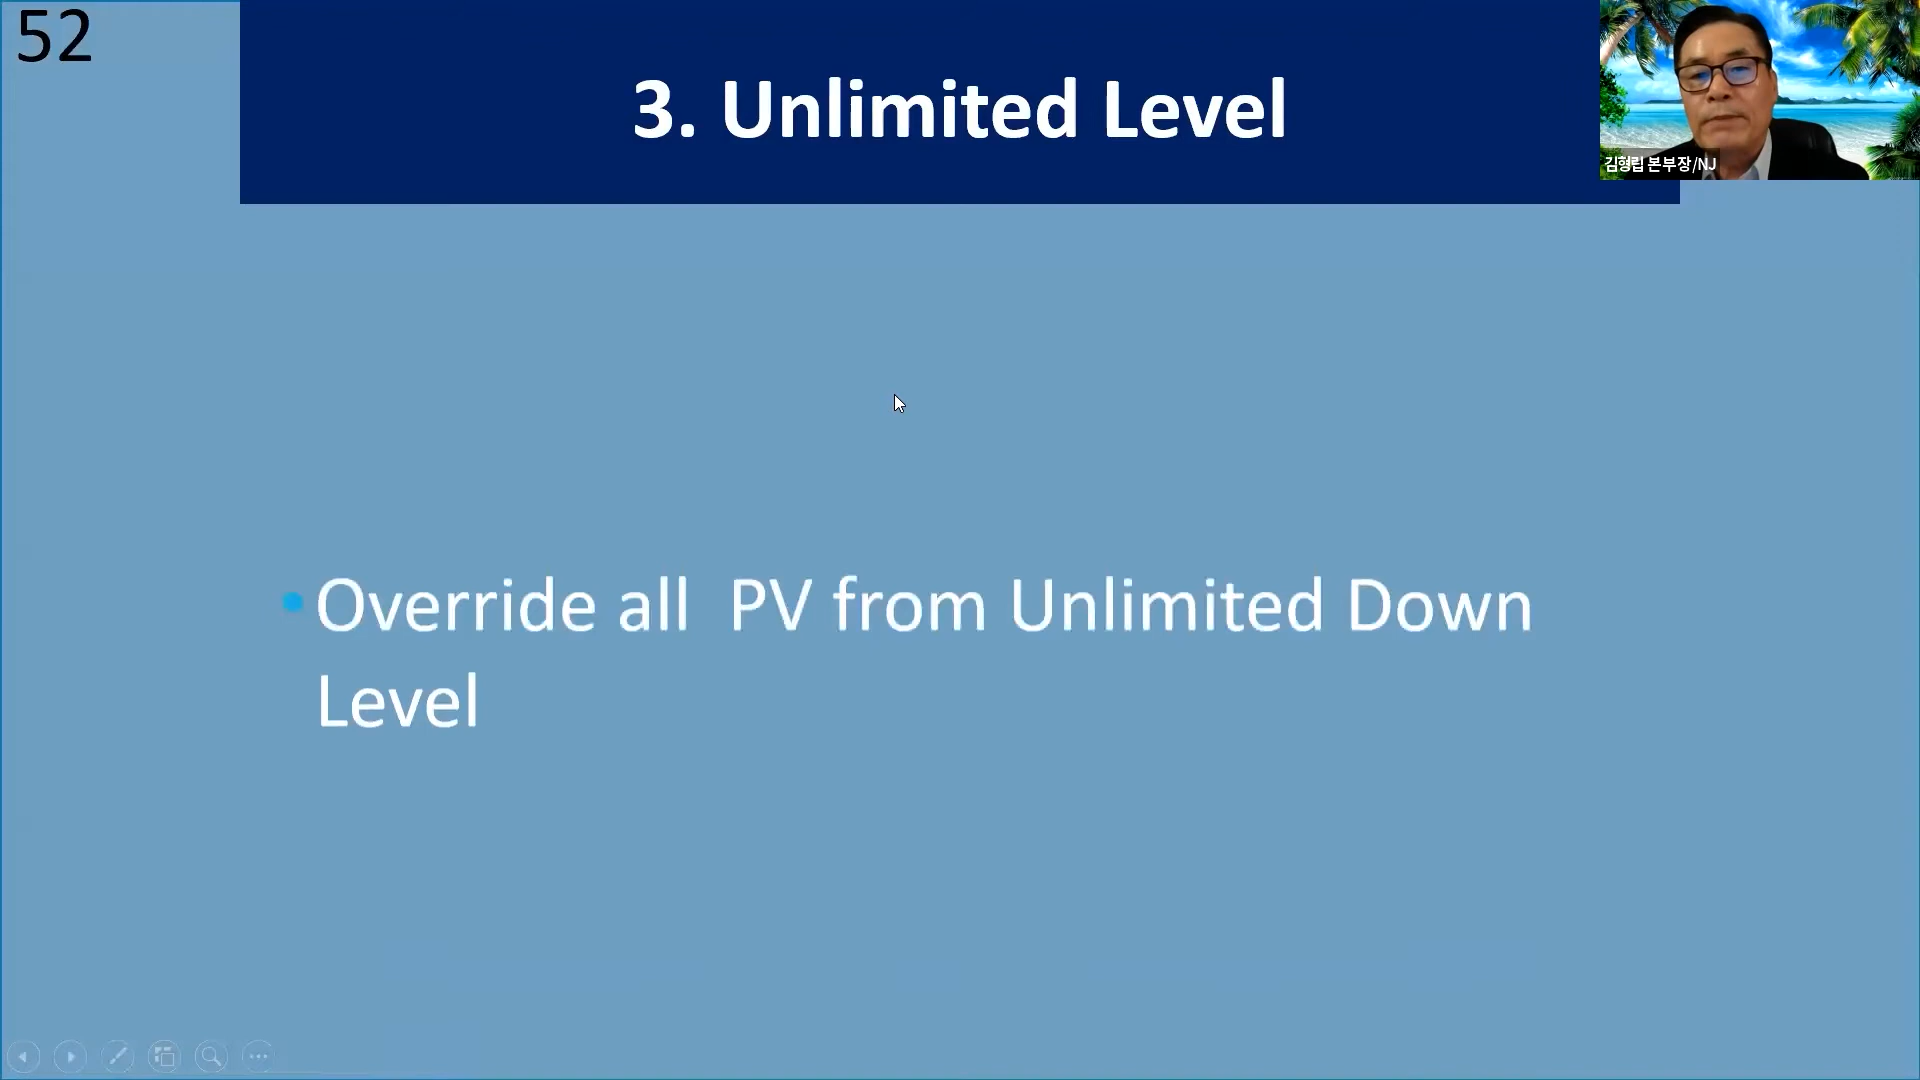 52
3. Unlimited Level
김형립 본부장/NJ
• Override all  PV from Unlimited Down
Level